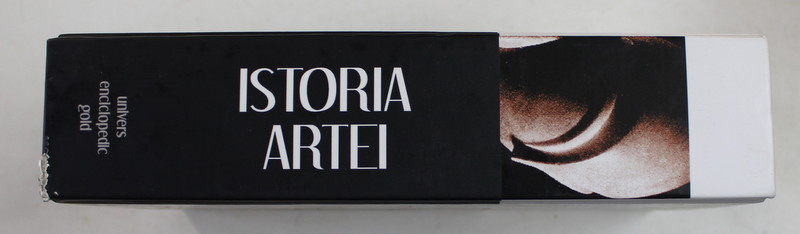 ISTORIA
ARTEI
univers
enciclopedic
gold